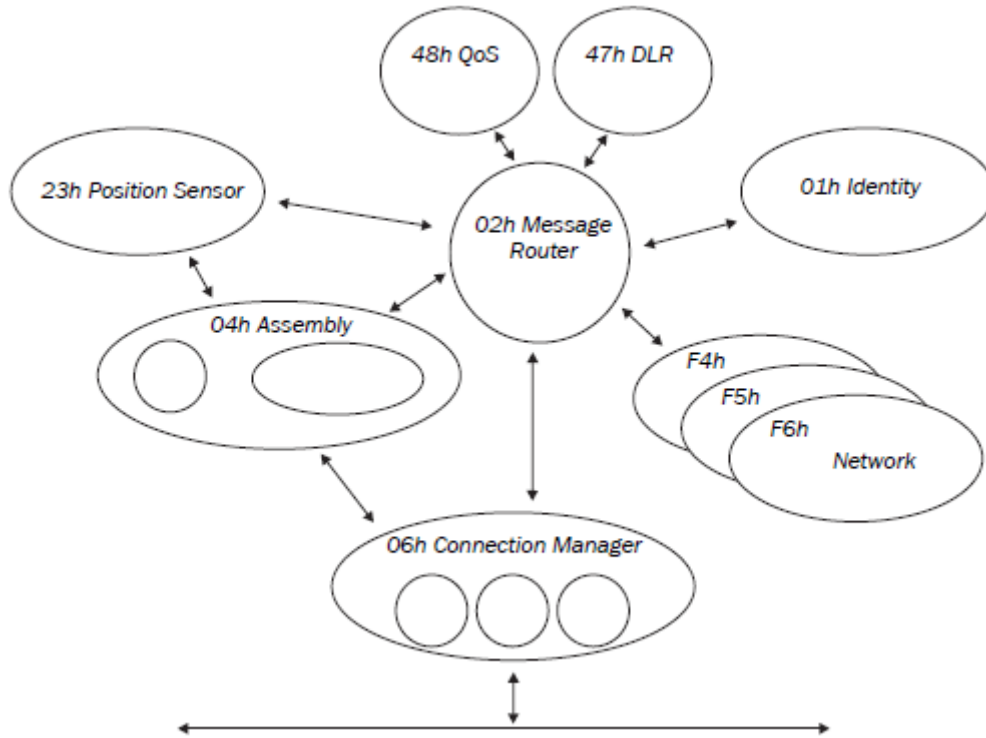 48h QoS
47h DLR
23h Position Sensor
02h Message
Router
01h Identity
04h Assembly
F4h
F5h
F6h
Network
06h Connection Manager